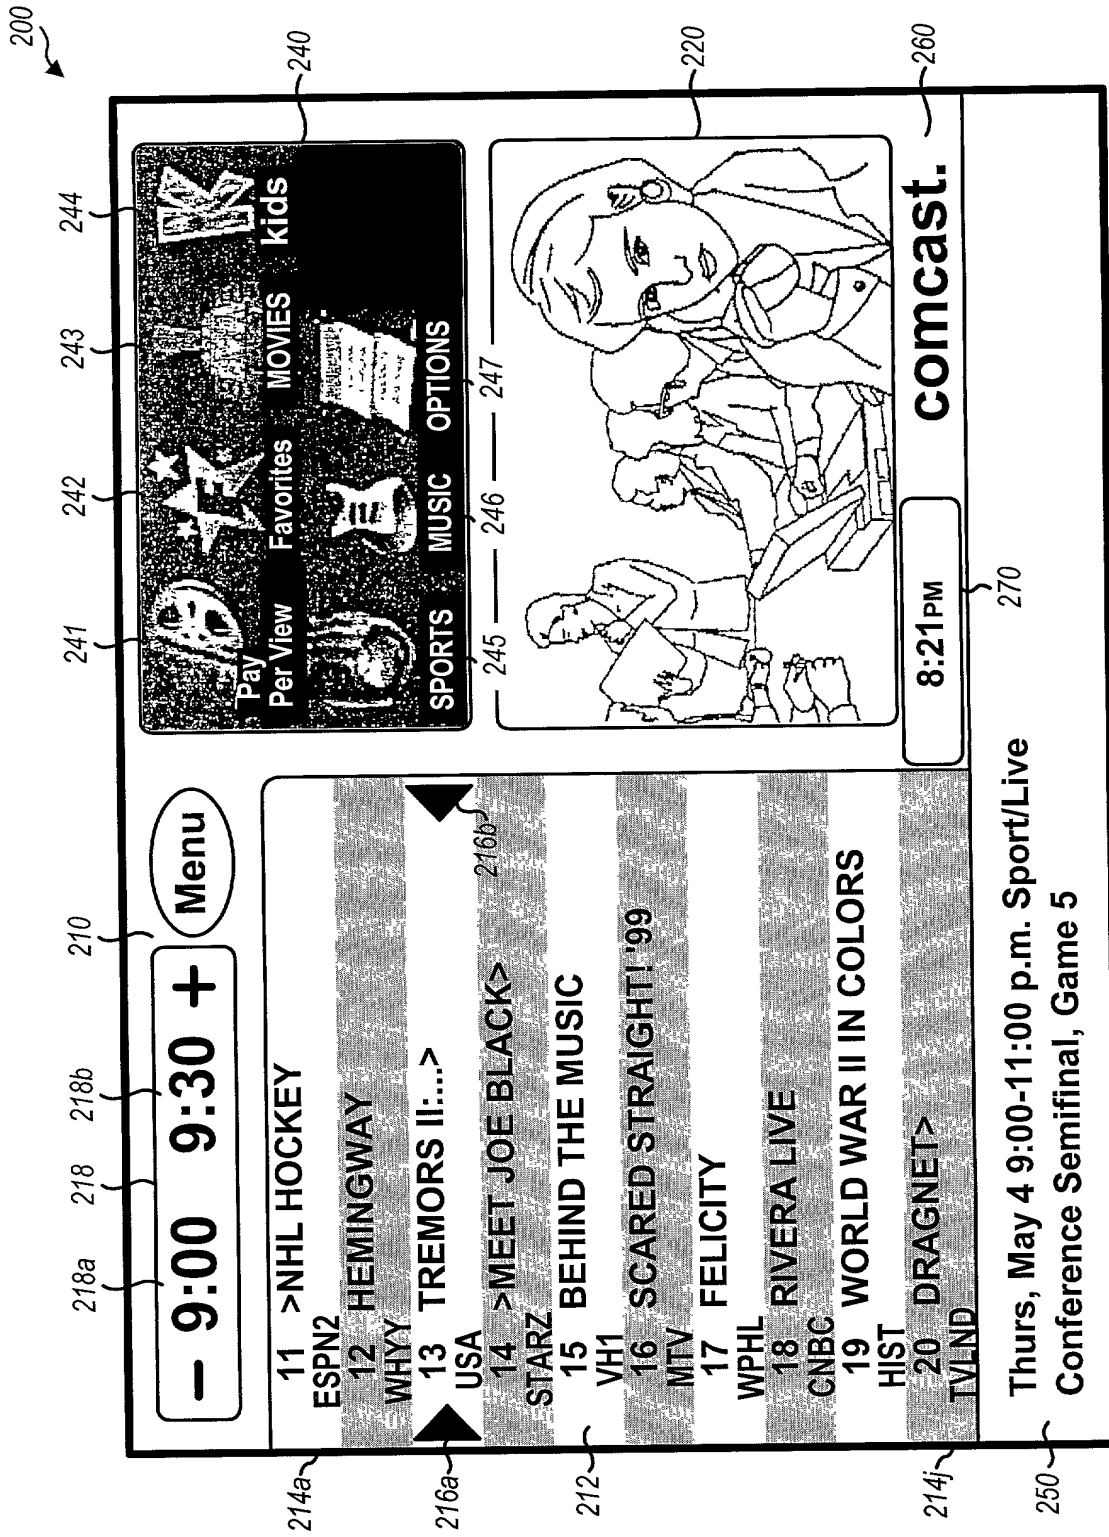 200
218a 218 218b 210 241 242 243 244
- 9:00 9:30 +
Menu
Pay
Per View
Favorites
MOVIES
kids
SPORTS
MUSIC
OPTIONS
240
245 246 247
214a
11 >NHL HOCKEY
ESPN2
12 HEMINGWAY
WHYY
216a
13 TREMORS II:...>
USA
216b
14 >MEET JOE BLACK>
STARZ
212
15 BEHIND THE MUSIC
VH1
16 SCARED STRAIGHT! '99
MTV
17 FELICITY
WPHL
18 RIVERA LIVE
CNBC
19 WORLD WAR II IN COLORS
HIST
214j
20 DRAGNET>
TVLND
220
8:21PM
comcast.
260
270
250
Thurs, May 4 9:00-11:00 p.m. Sport/Live
Conference Semifinal, Game 5